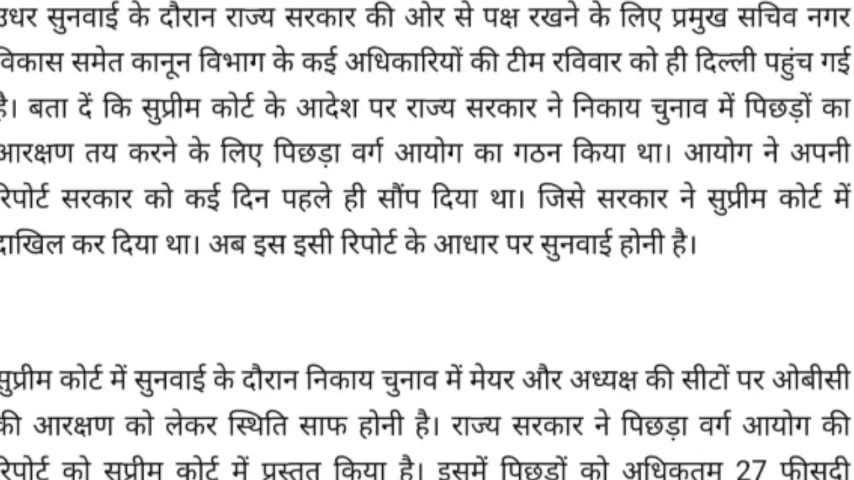 उधर सुनवाई के दौरान राज्य सरकार की ओर से पक्ष रखने के लिए प्रमुख सचिव नगर
विकास समेत कानून विभाग के कई अधिकारियों की टीम रविवार को ही दिल्ली पहुंच गई
है। बता दें कि सुप्रीम कोर्ट के आदेश पर राज्य सरकार ने निकाय चुनाव में पिछड़ों का
आरक्षण तय करने के लिए पिछड़ा वर्ग आयोग का गठन किया था। आयोग ने अपनी
रिपोर्ट सरकार को कई दिन पहले ही सौंप दिया था। जिसे सरकार ने सुप्रीम कोर्ट में
दाखिल कर दिया था। अब इस इसी रिपोर्ट के आधार पर सुनवाई होनी है।
सुप्रीम कोर्ट में सुनवाई के दौरान निकाय चुनाव में मेयर और अध्यक्ष की सीटों पर ओबीसी
की आरक्षण को लेकर स्थिति साफ होनी है। राज्य सरकार ने पिछड़ा वर्ग आयोग की
रिपोर्ट को सुप्रीम कोर्ट में प्रस्तुत किया है। इसमें पिछड़ों को अधिकतम 27 फीसदी